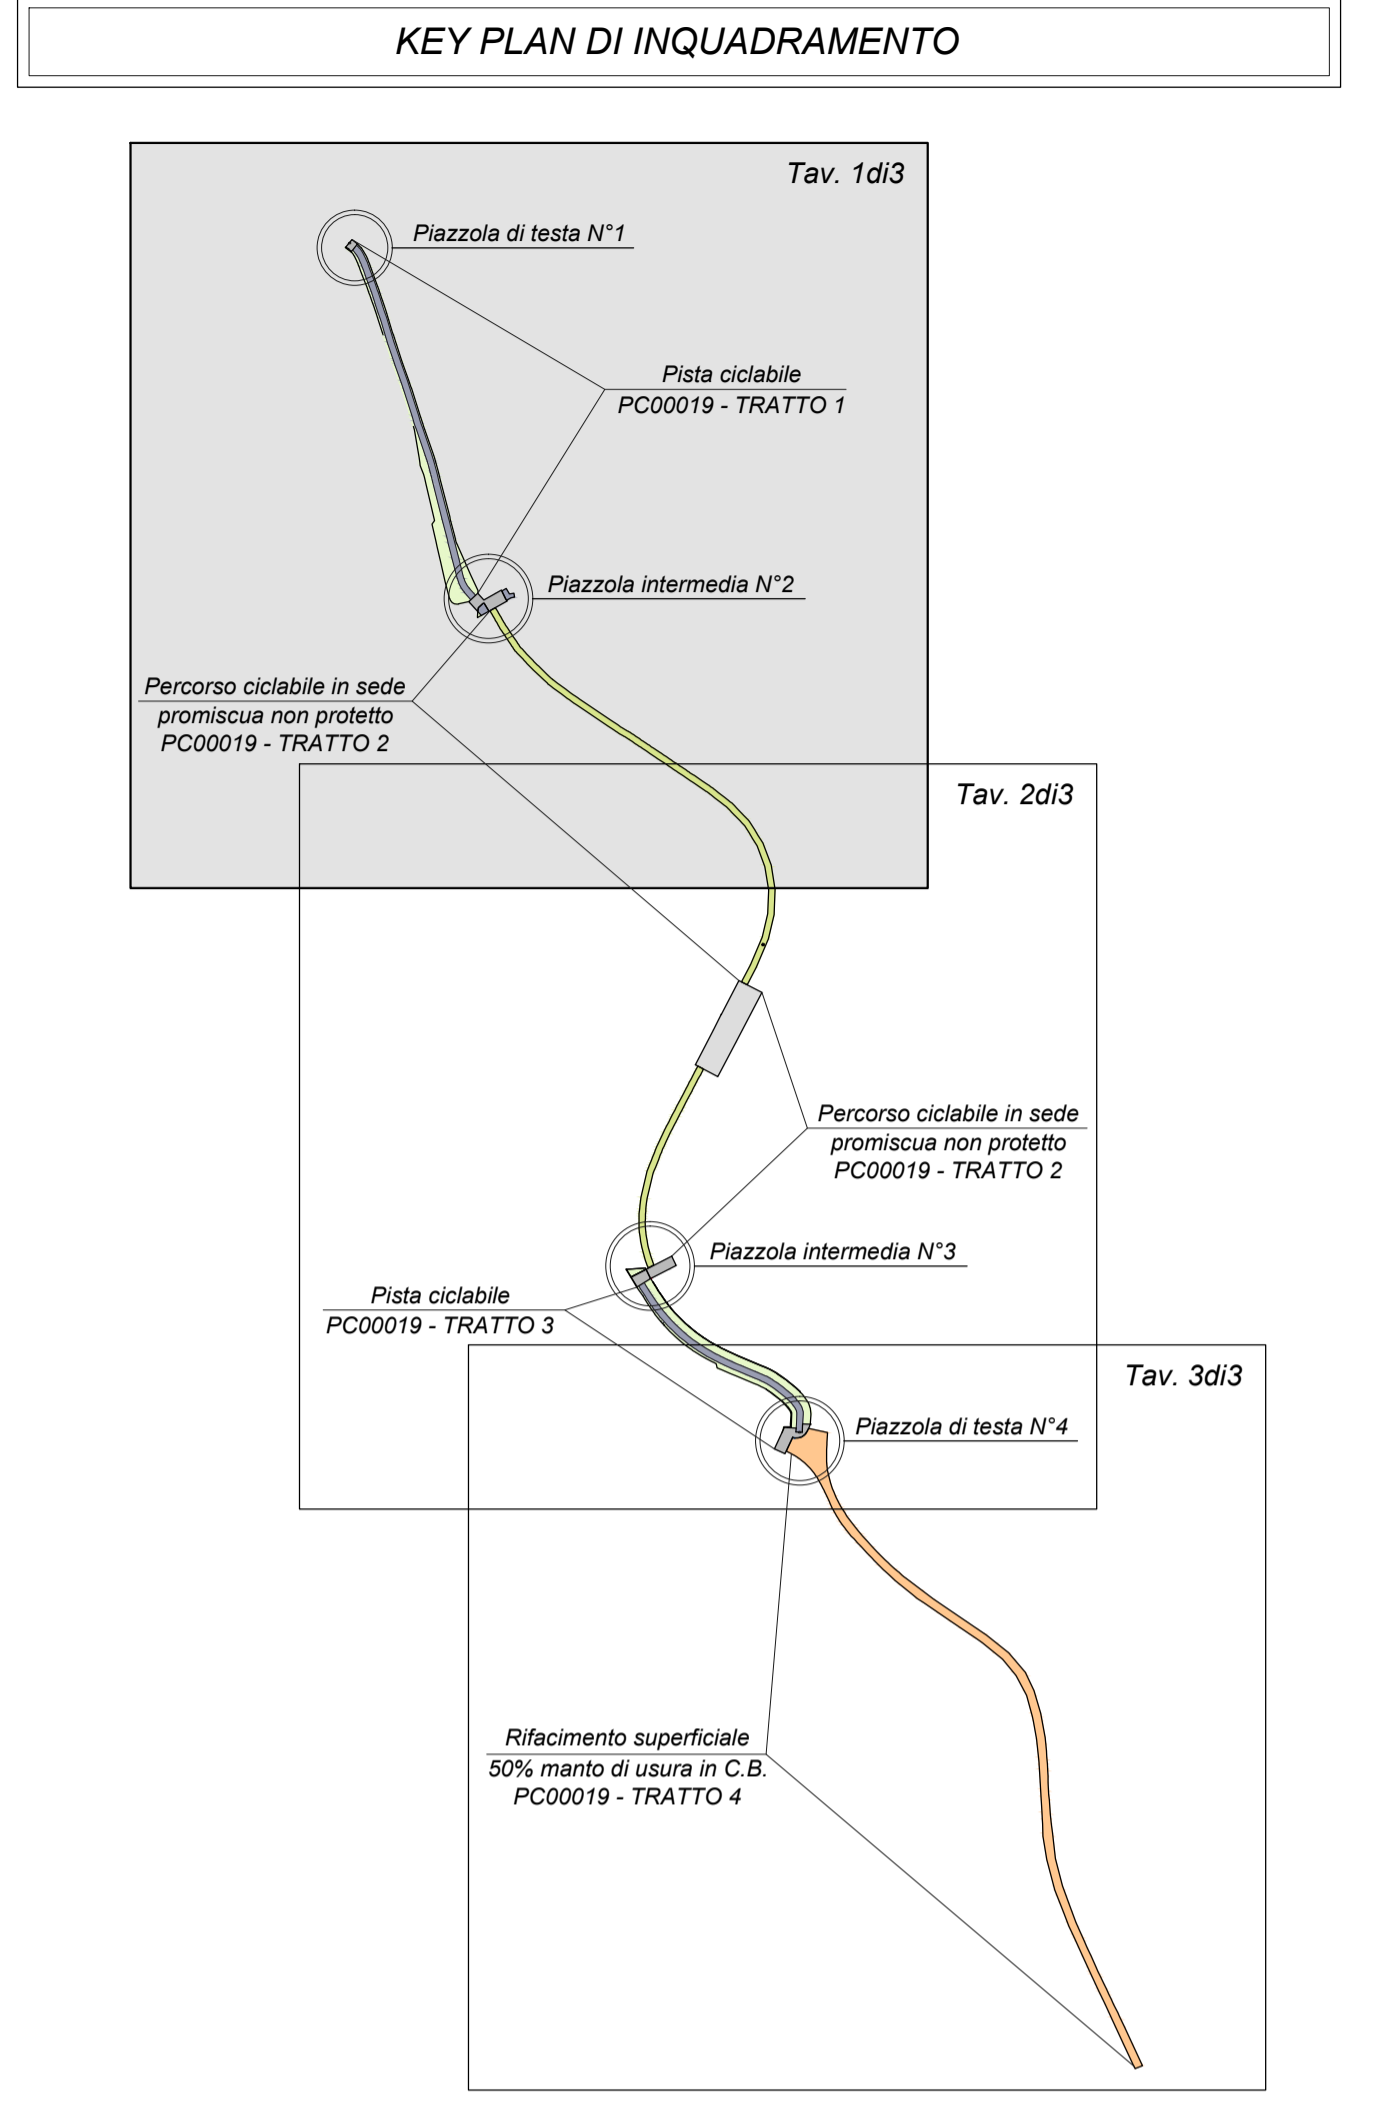 KEY PLAN DI INQUADRAMENTO
Tav. 1di3
Piazzola di testa N°1
Pista ciclabile
PC00019 - TRATTO 1
Piazzola intermedia N°2
Percorso ciclabile in sede
promiscua non protetto
PC00019 - TRATTO 2
Tav. 2di3
Percorso ciclabile in sede
promiscua non protetto
PC00019 - TRATTO 2
Piazzola intermedia N°3
Pista ciclabile
PC00019 - TRATTO 3
Tav. 3di3
Piazzola di testa N°4
Rifacimento superficiale
50% manto di usura in C.B.
PC00019 - TRATTO 4